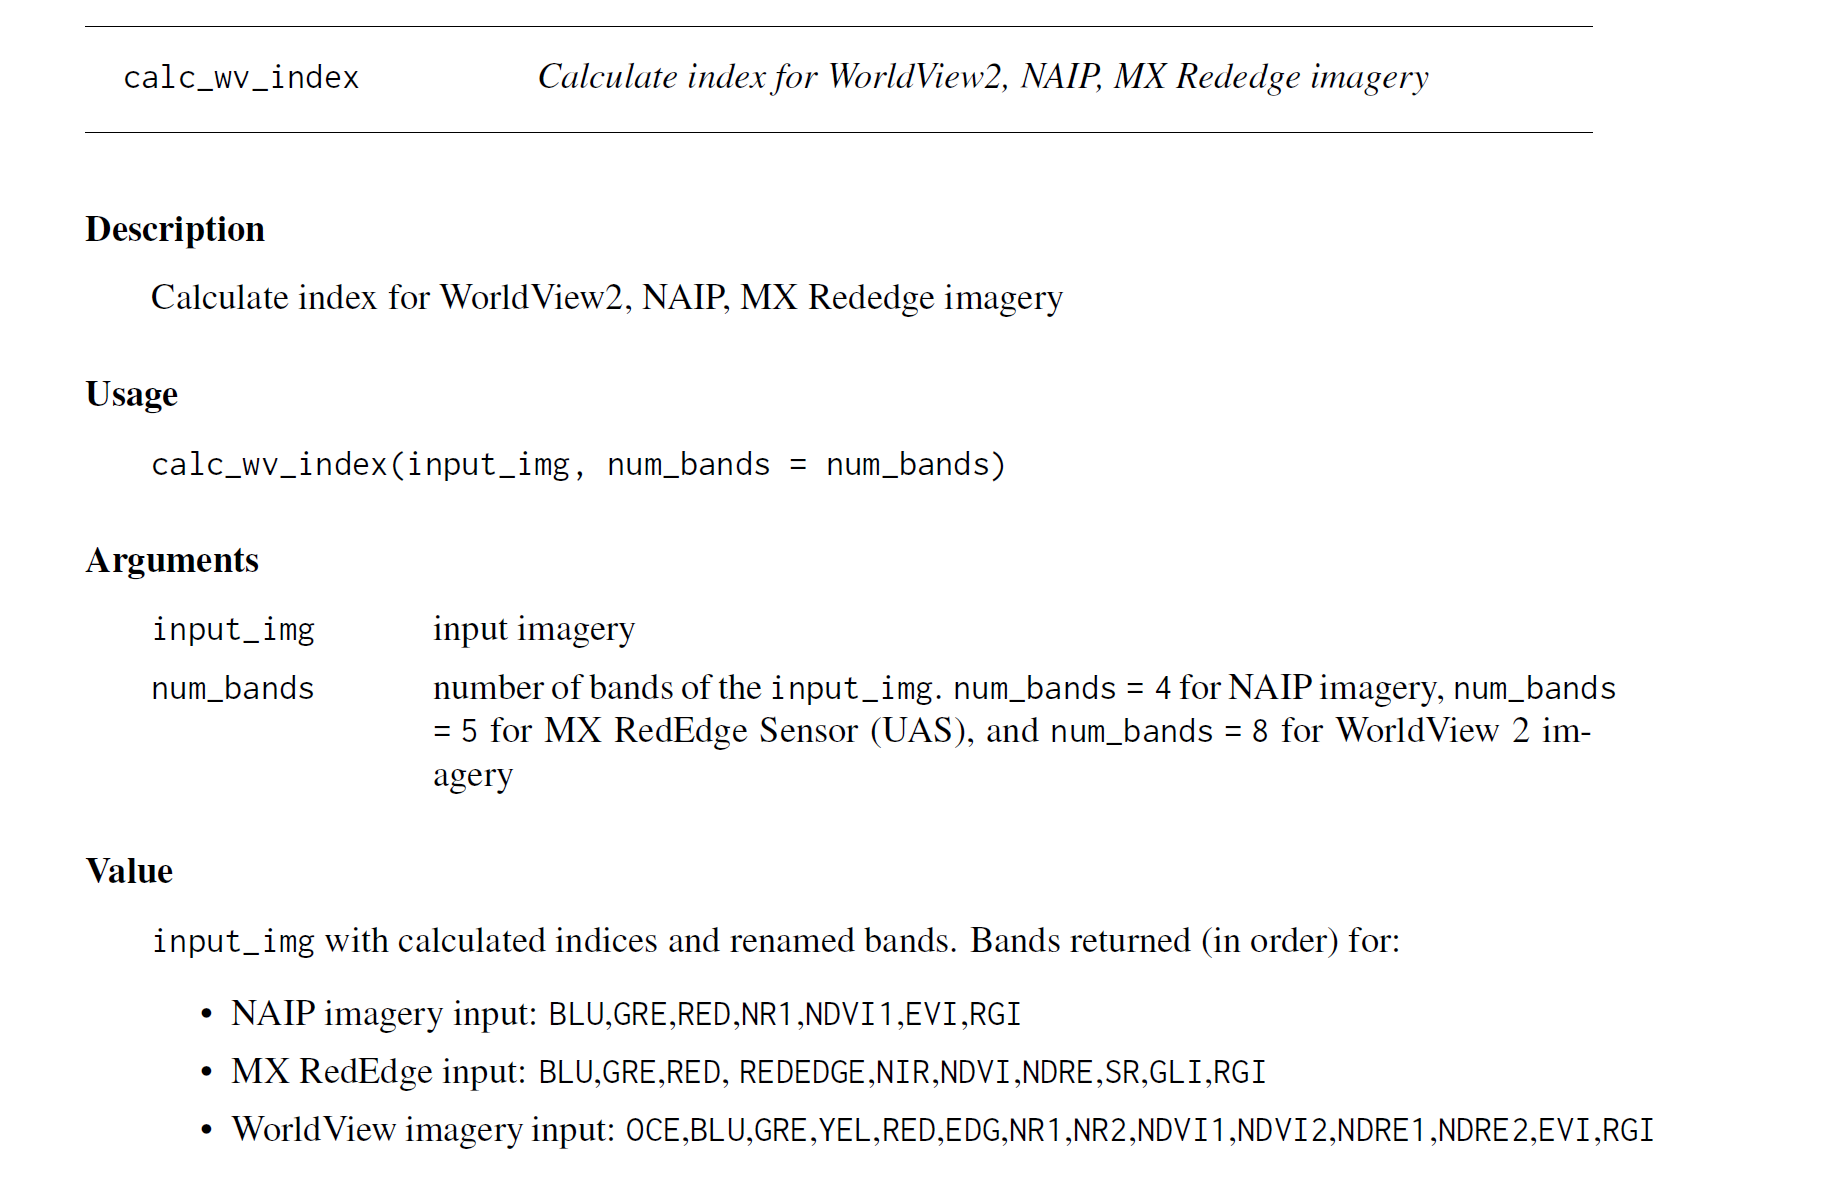 calc_wv_index Calculate index for WorldView2, NAIP, MX Rededge imagery
Description
Calculate index for WorldView2, NAIP, MX Rededge imagery
Usage
calc_wv_index(input_img, num_bands = num_bands)
Arguments
input_img input imagery
num_bands number of bands of the input_img. num_bands = 4 for NAIP imagery, num_bands
= 5 for MX RedEdge Sensor (UAS), and num_bands = 8 for WorldView 2 im-
agery
Value
input_img with calculated indices and renamed bands. Bands returned (in order) for:
• NAIP imagery input: BLU,GRE,RED,NR1,NDVI1,EVI,RGI
• MX RedEdge input: BLU,GRE,RED, REDEDGE,NIR,NDVI,NDRE,SR,GLI,RGI
• WorldView imagery input: OCE,BLU,GRE,YEL,RED,EDG,NR1,NR2,NDVI1,NDVI2,NDRE1,NDRE2,EVI,RGI